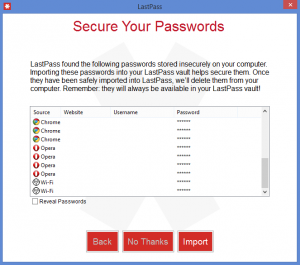 LastPass
Secure Your Passwords
LastPass found the following passwords stored insecurely on your computer.
Importing these passwords into your LastPass vault helps secure them. Once
they have been safely imported into LastPass, we'll delete them from your
computer. Remember: they will always be available in your LastPass vault!
Source Website Username Password
Chrome ******
Chrome ******
Chrome ******
Opera ******
Opera ******
Opera ******
Opera ******
Wi-Fi ******
Wi-Fi ******
Reveal Passwords
Back No Thanks Import